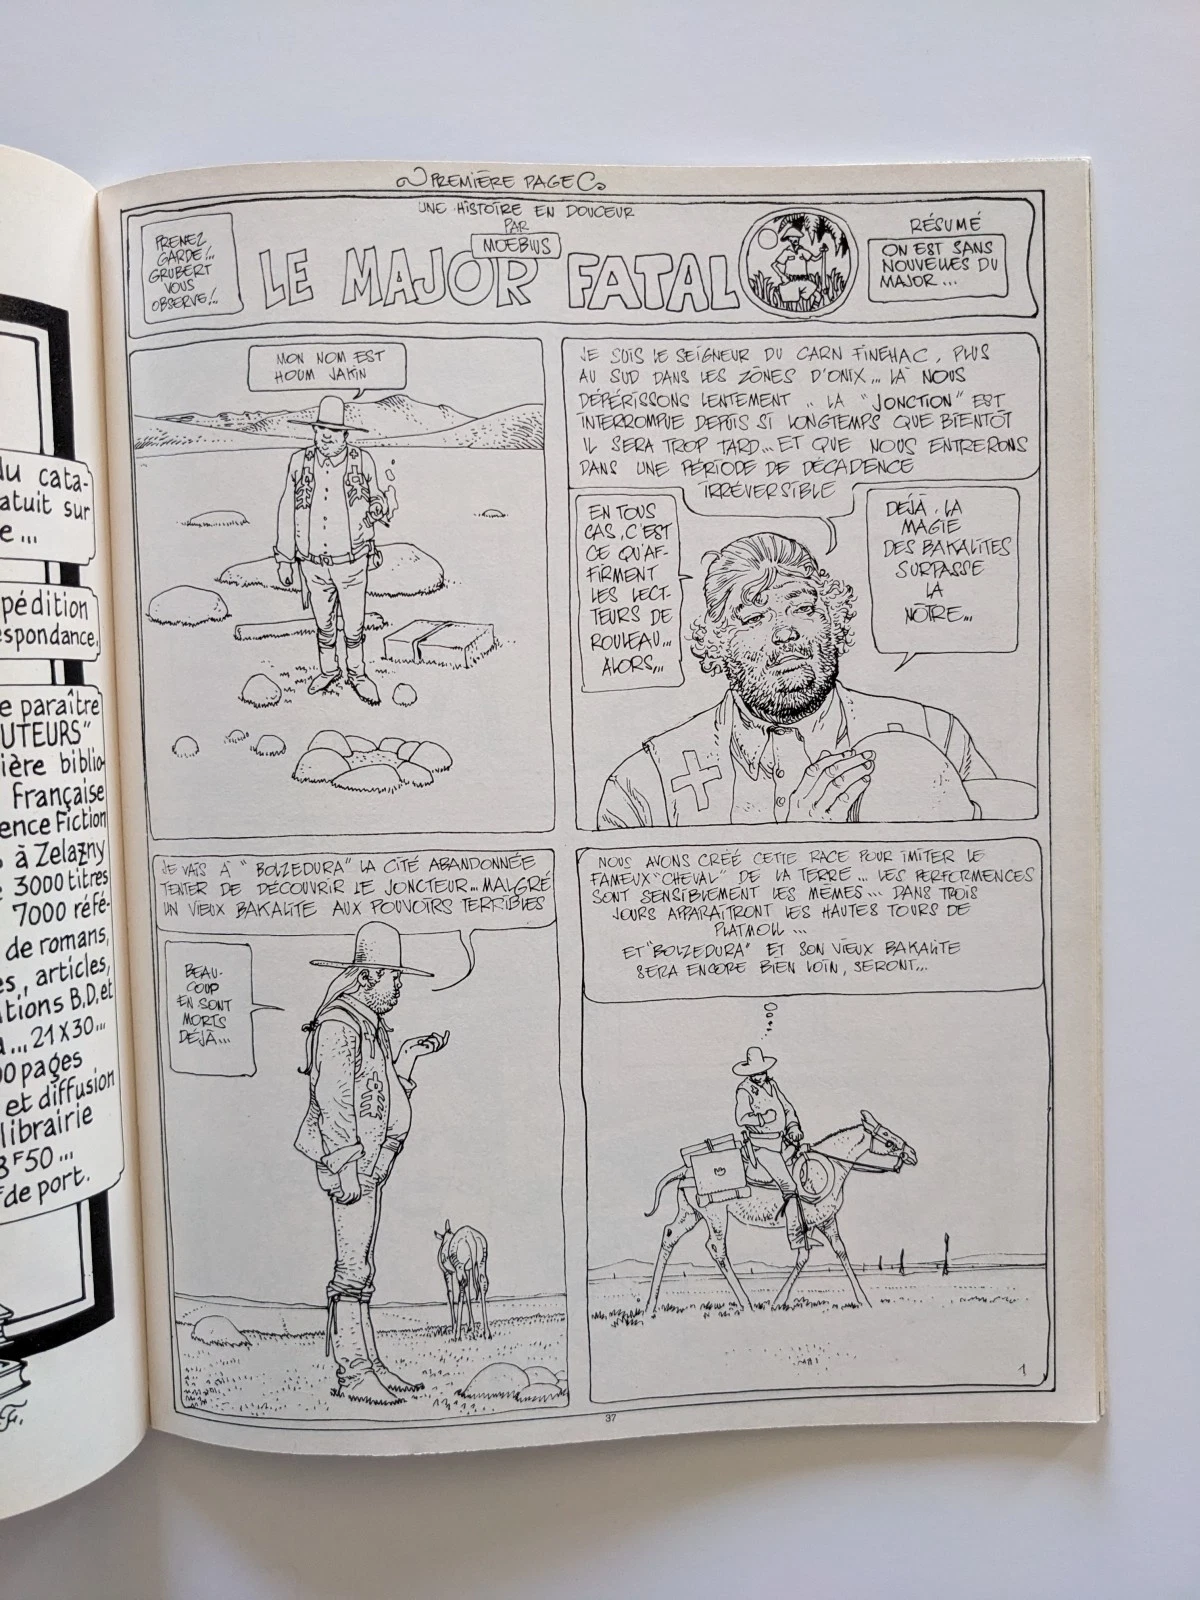 du cata-
atuit sur
e...
pédition
espondance.
e paraître
UTEURS"
ière biblio-
Française
ence Fiction
à Zelazny
3000 titres
7000 réfé-
de romans,
es, articles,
ations B.D. et
... 21X30...
00 pages
et diffusion
librairie
8F50...
de port.
F.
PREMIÈRE PAGE
PRENEZ
GARDE!..
GRUBERT
VOUS
OBSERVE!..
UNE HISTOIRE EN DOUCEUR
PAR
MOEBIUS
LE MAJOR FATAL
RÉSUMÉ
ON EST SANS
NOUVELLES DU
MAJOR...
MON NOM EST
HOUM JAKIN
JE SUIS LE SEIGNEUR DU CARN FINEHAC, PLUS
AU SUD DANS LES ZÔNES D'ONIX... LÀ NOUS
DÉPÉRISSONS LENTEMENT .. LA "JONCTION" EST
INTERROMPUE DEPUIS SI LONGTEMPS QUE BIENTÔT
IL SERA TROP TARD... ET QUE NOUS ENTRERONS
DANS UNE PÉRIODE DE DÉCADENCE
IRRÉVERSIBLE
EN TOUS
CAS, C'EST
CE QU'AF-
FIRMENT
LES LEC-
TEURS DE
ROULEAU...
ALORS,..
DÉJÀ, LA
MAGIE
DES BAKALITES
SURPASSE
LA
NÔTRE...
JE VAIS À "BOLZEDURA" LA CITÉ ABANDONNÉE
TENTER DE DÉCOUVRIR LE JONCTEUR... MALGRÉ
UN VIEUX BAKALITE AUX POUVOIRS TERRIBLES
BEAU-
COUP
EN SONT
MORTS
DÉJÀ...
NOUS AVONS CRÉÉ CETTE RACE POUR IMITER LE
FAMEUX "CHEVAL" DE LA TERRE... LES PERFORMENCES
SONT SENSIBLEMENT LES MÊMES... DANS TROIS
JOURS APPARAÎTRONT LES HAUTES TOURS DE
PLATMOLL ...
ET "BOLZEDURA" ET SON VIEUX BAKALITE
SERA ENCORE BIEN LOIN, SERONT...
1
37